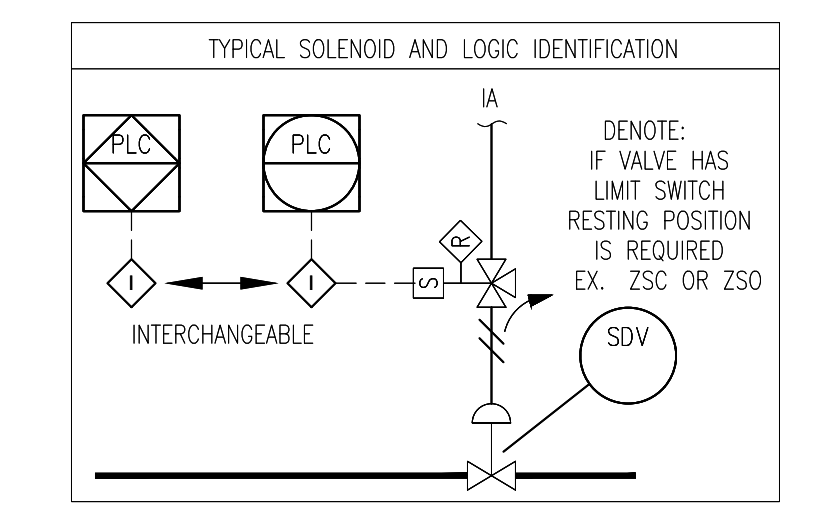 TYPICAL SOLENOID AND LOGIC IDENTIFICATION
IA
PLC
PLC
DENOTE:
IF VALVE HAS
LIMIT SWITCH
RESTING POSITION
IS REQUIRED
EX. ZSC OR ZSO
R
I
I
S
INTERCHANGEABLE
SDV